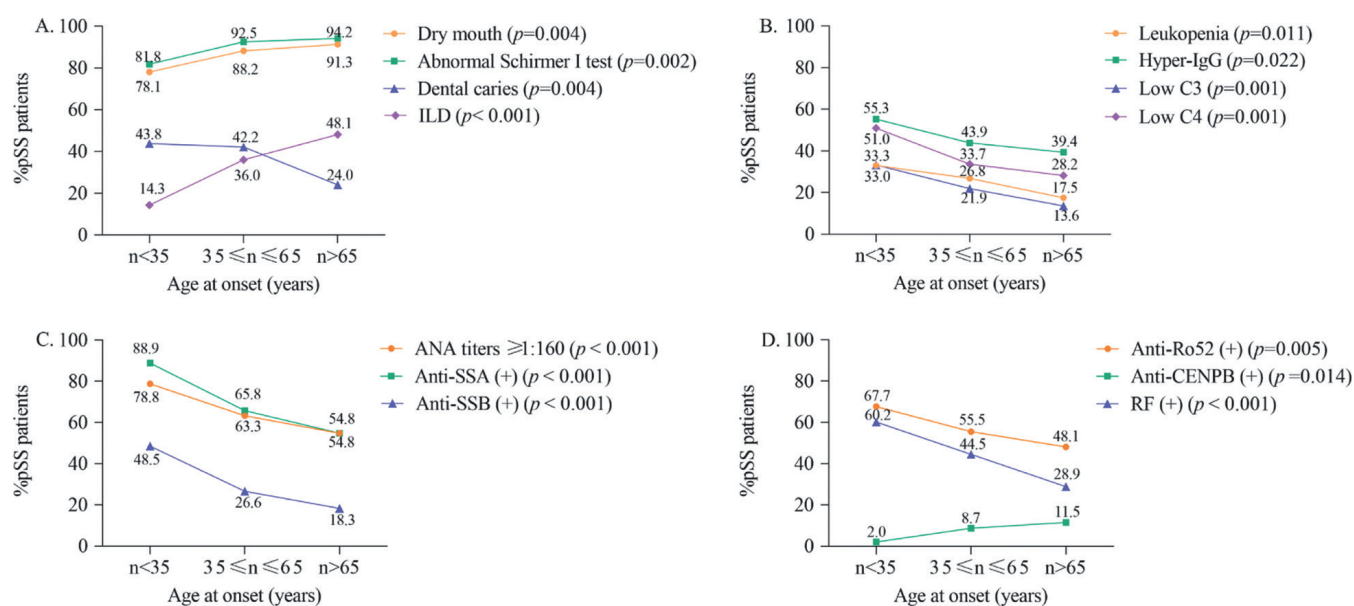 A.
%pSS patients
100
80
60
40
20
0
81.8
92.5
94.2
78.1
88.2
91.3
43.8
42.2
24.0
14.3
36.0
48.1
n<35
35≤n≤65
n>65
Age at onset (years)
Dry mouth (p=0.004)
Abnormal Schirmer I test (p=0.002)
Dental caries (p=0.004)
ILD (p< 0.001)
B.
%pSS patients
100
80
60
40
20
0
55.3
43.9
39.4
51.0
33.7
28.2
33.3
26.8
17.5
33.0
21.9
13.6
n<35
35≤n≤65
n>65
Age at onset (years)
Leukopenia (p=0.011)
Hyper-IgG (p=0.022)
Low C3 (p=0.001)
Low C4 (p=0.001)
C.
%pSS patients
100
80
60
40
20
0
88.9
65.8
54.8
78.8
63.3
54.8
48.5
26.6
18.3
n<35
35≤n≤65
n>65
Age at onset (years)
ANA titers ≥1:160 (p < 0.001)
Anti-SSA (+) (p < 0.001)
Anti-SSB (+) (p < 0.001)
D.
%pSS patients
100
80
60
40
20
0
67.7
55.5
48.1
60.2
44.5
28.9
2.0
8.7
11.5
n<35
35≤n≤65
n>65
Age at onset (years)
Anti-Ro52 (+) (p=0.005)
Anti-CENPB (+) (p =0.014)
RF (+) (p < 0.001)